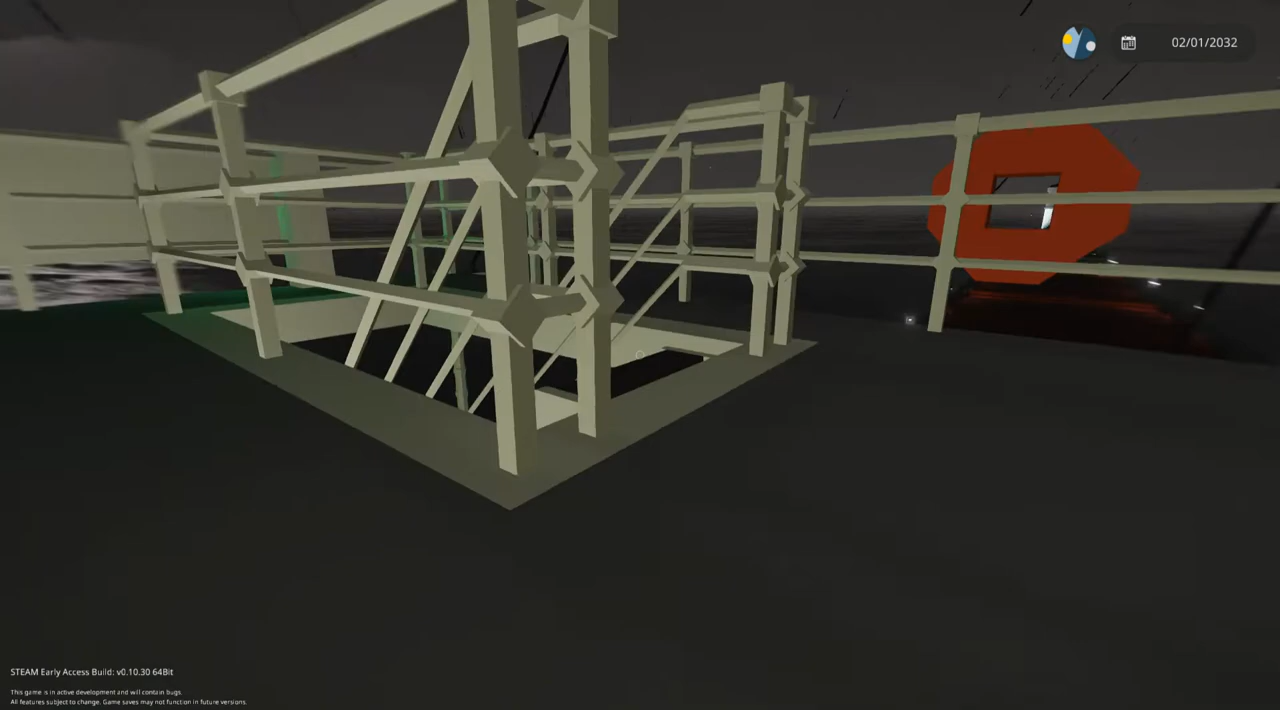 02/01/2032
STEAM Early Access Build: v0.10.30 64Bit
This game is in active development and will contain bugs
All features subject to change. Game saves may not function in future versions.